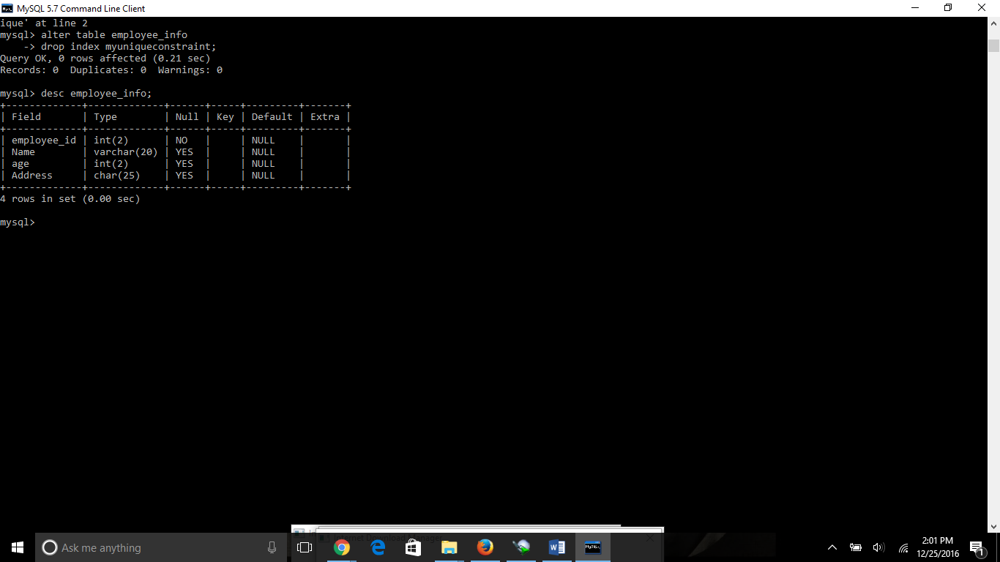 MySQL 5.7 Command Line Client
ique' at line 2
mysql> alter table employee_info
    -> drop index myuniqueconstraint;
Query OK, 0 rows affected (0.21 sec)
Records: 0  Duplicates: 0  Warnings: 0
mysql> desc employee_info;
+-------------+-------------+------+-----+---------+-------+
| Field       | Type        | Null | Key | Default | Extra |
+-------------+-------------+------+-----+---------+-------+
| employee_id | int(2)      | NO   |     | NULL    |       |
| Name        | varchar(20) | YES  |     | NULL    |       |
| age         | int(2)      | YES  |     | NULL    |       |
| Address     | char(25)    | YES  |     | NULL    |       |
+-------------+-------------+------+-----+---------+-------+
4 rows in set (0.00 sec)
mysql>
Internet Download Manager
Ask me anything
2:01 PM
12/25/2016
1